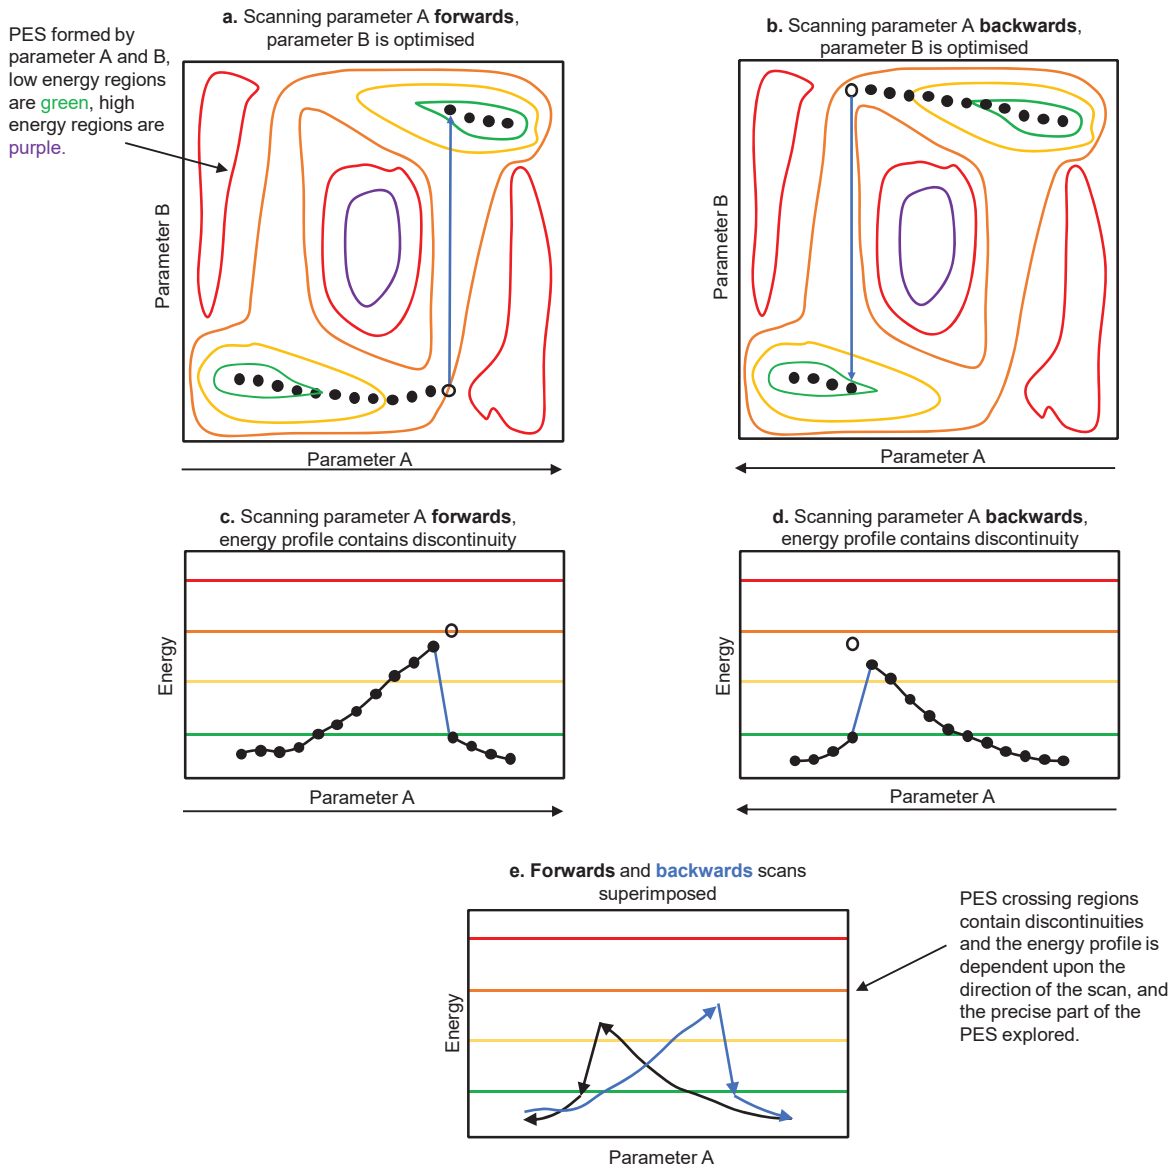 a. Scanning parameter A forwards,
parameter B is optimised
PES formed by
parameter A and B,
low energy regions
are green, high
energy regions are
purple.
Parameter B
Parameter A
b. Scanning parameter A backwards,
parameter B is optimised
Parameter B
Parameter A
c. Scanning parameter A forwards,
energy profile contains discontinuity
Energy
Parameter A
d. Scanning parameter A backwards,
energy profile contains discontinuity
Energy
Parameter A
e. Forwards and backwards scans
superimposed
Energy
Parameter A
PES crossing regions
contain discontinuities
and the energy profile is
dependent upon the
direction of the scan, and
the precise part of the
PES explored.